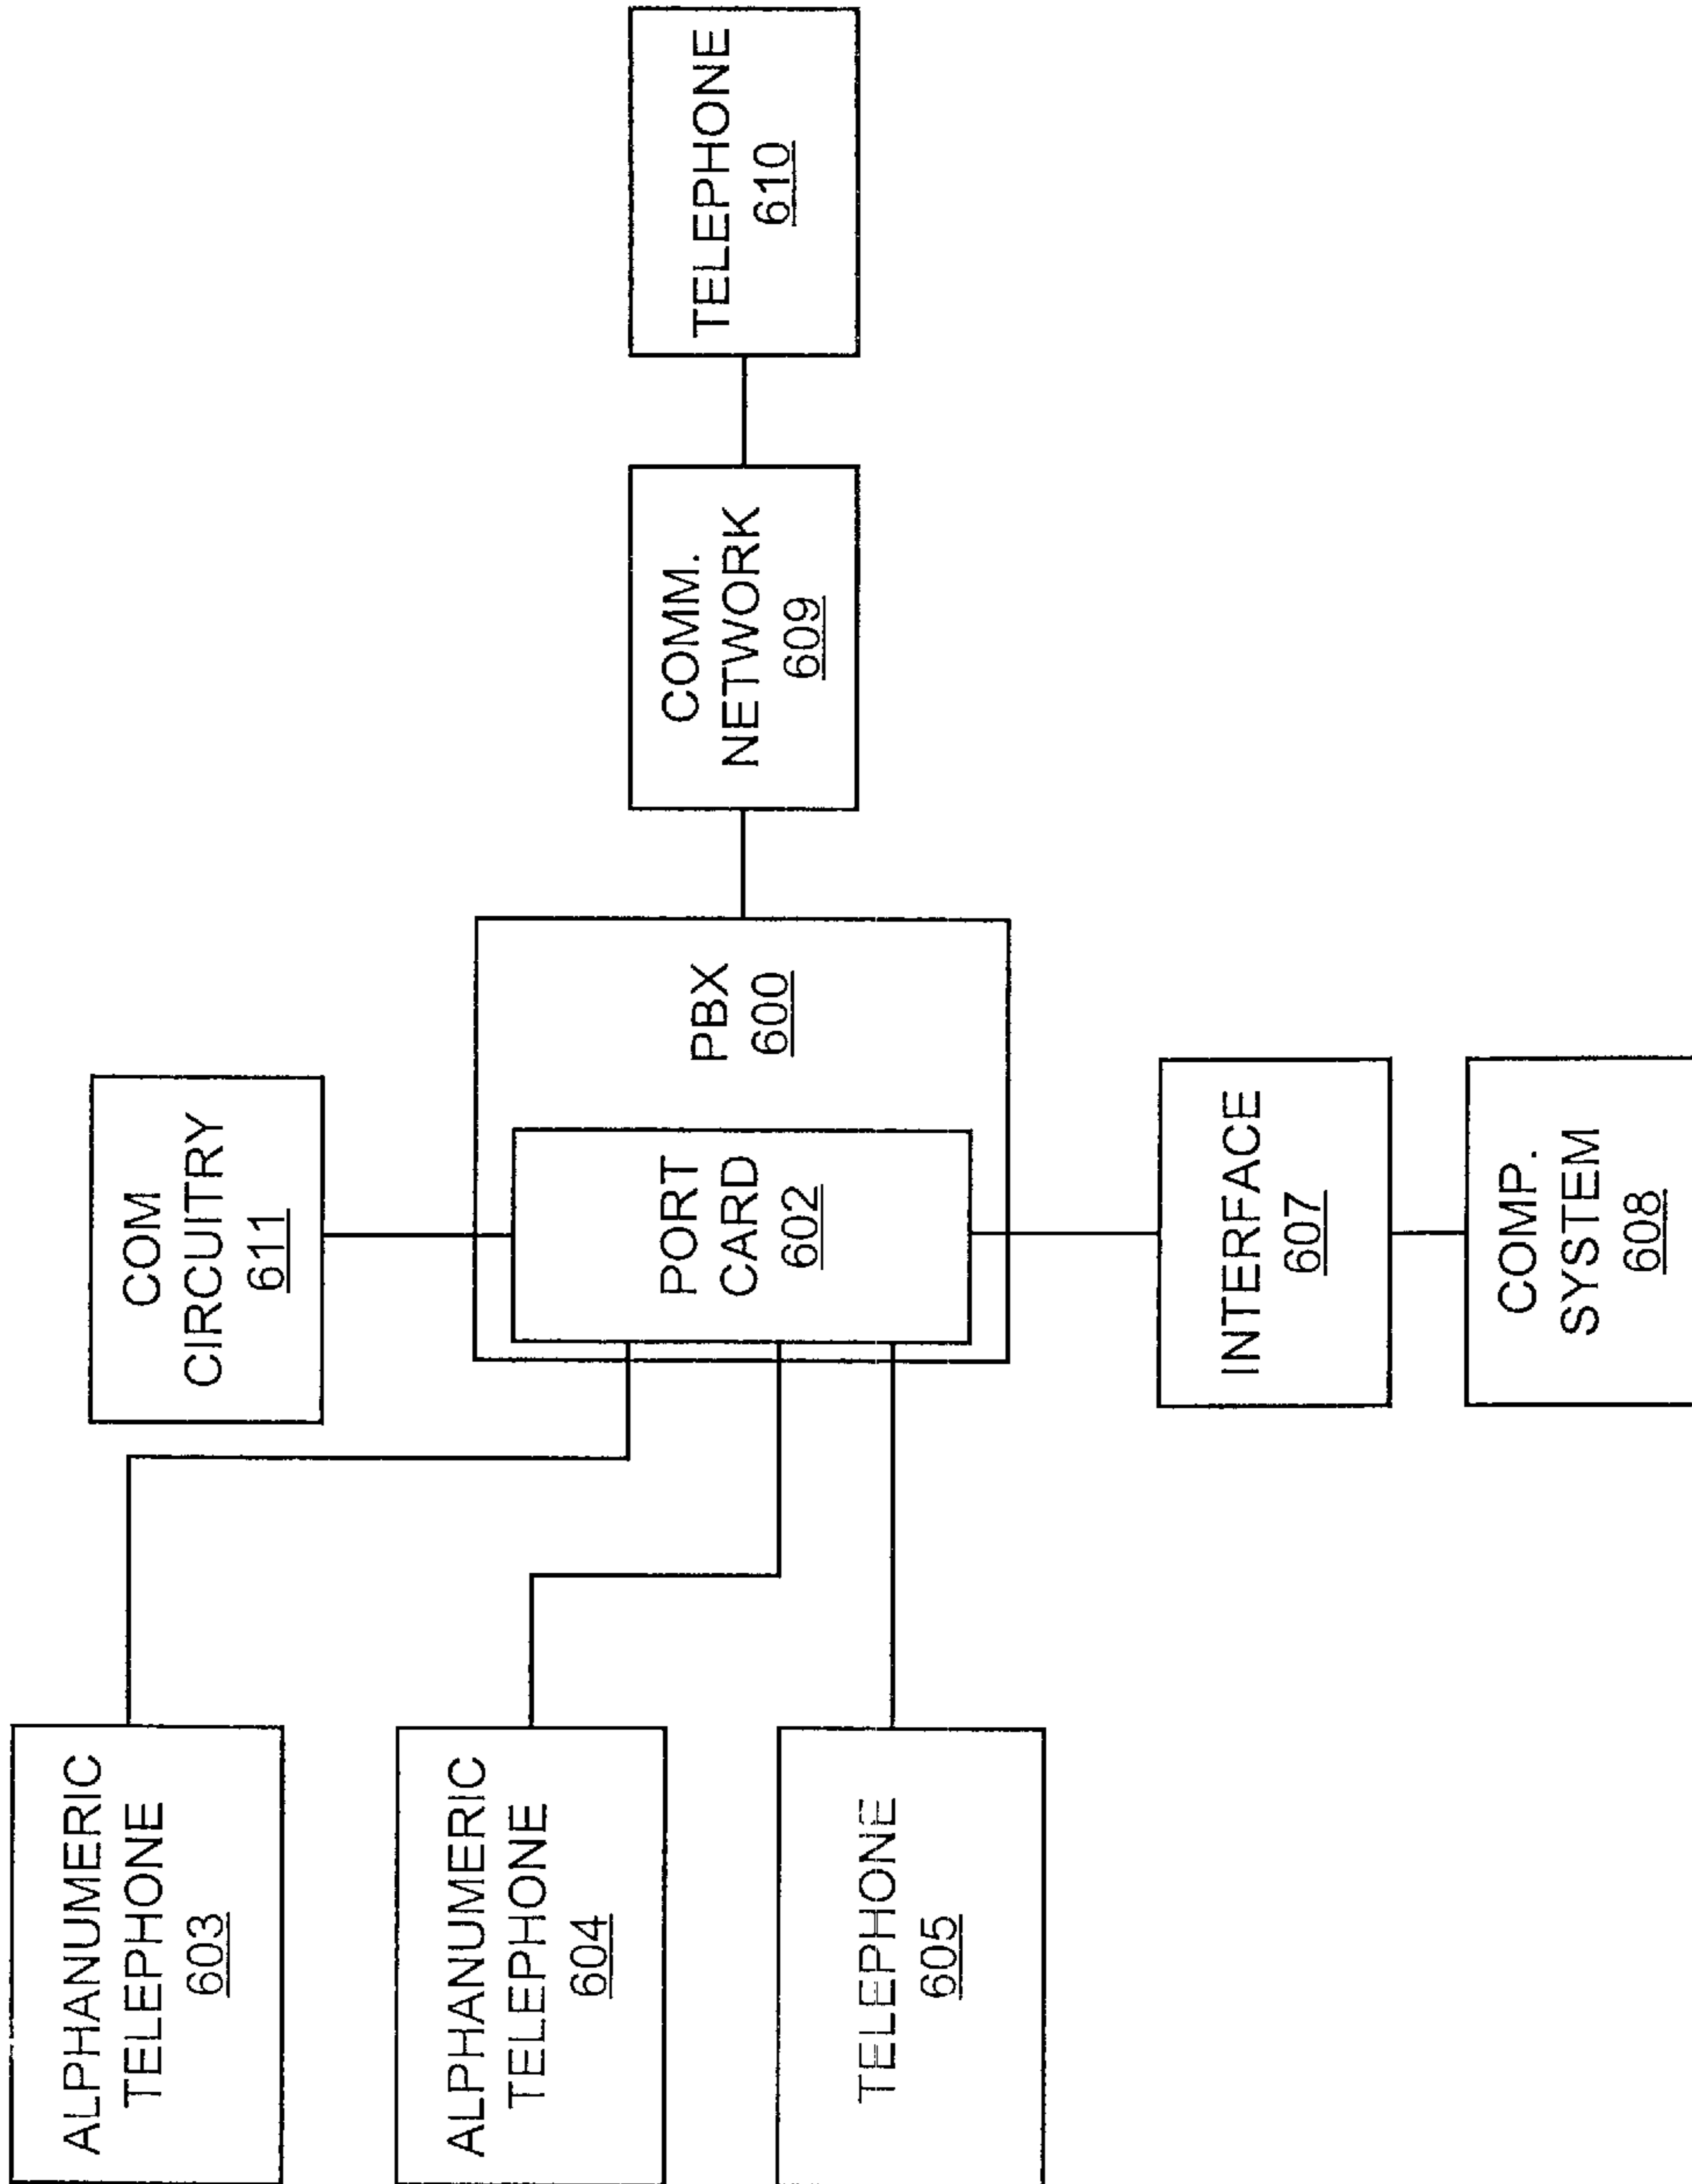 ALPHANUMERIC
TELEPHONE
603
ALPHANUMERIC
TELEPHONE
604
TELEPHONE
605
COM
CIRCUITRY
611
PORT
CARD
602
PBX
600
INTERFACE
607
COMP.
SYSTEM
608
COMM.
NETWORK
609
TELEPHONE
610